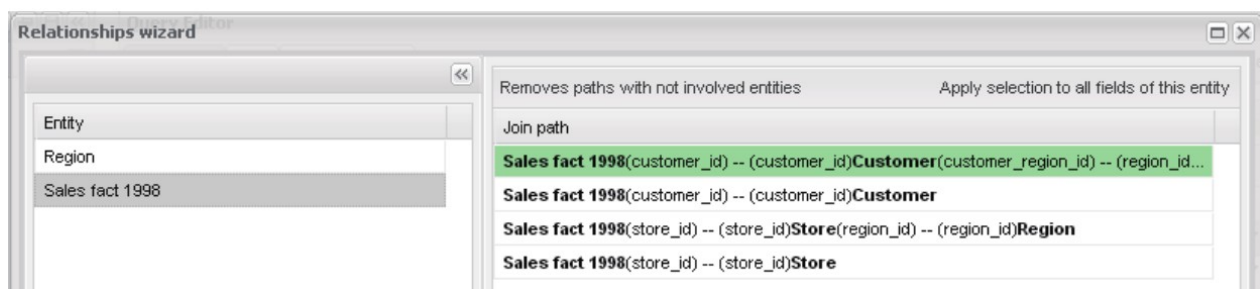 Query Editor
Relationships wizard
Removes paths with not involved entities Apply selection to all fields of this entity
Entity
Join path
Region
Sales fact 1998(customer_id) -- (customer_id)Customer(customer_region_id) -- (region_id...
Sales fact 1998
Sales fact 1998(customer_id) -- (customer_id)Customer
Sales fact 1998(store_id) -- (store_id)Store(region_id) -- (region_id)Region
Sales fact 1998(store_id) -- (store_id)Store